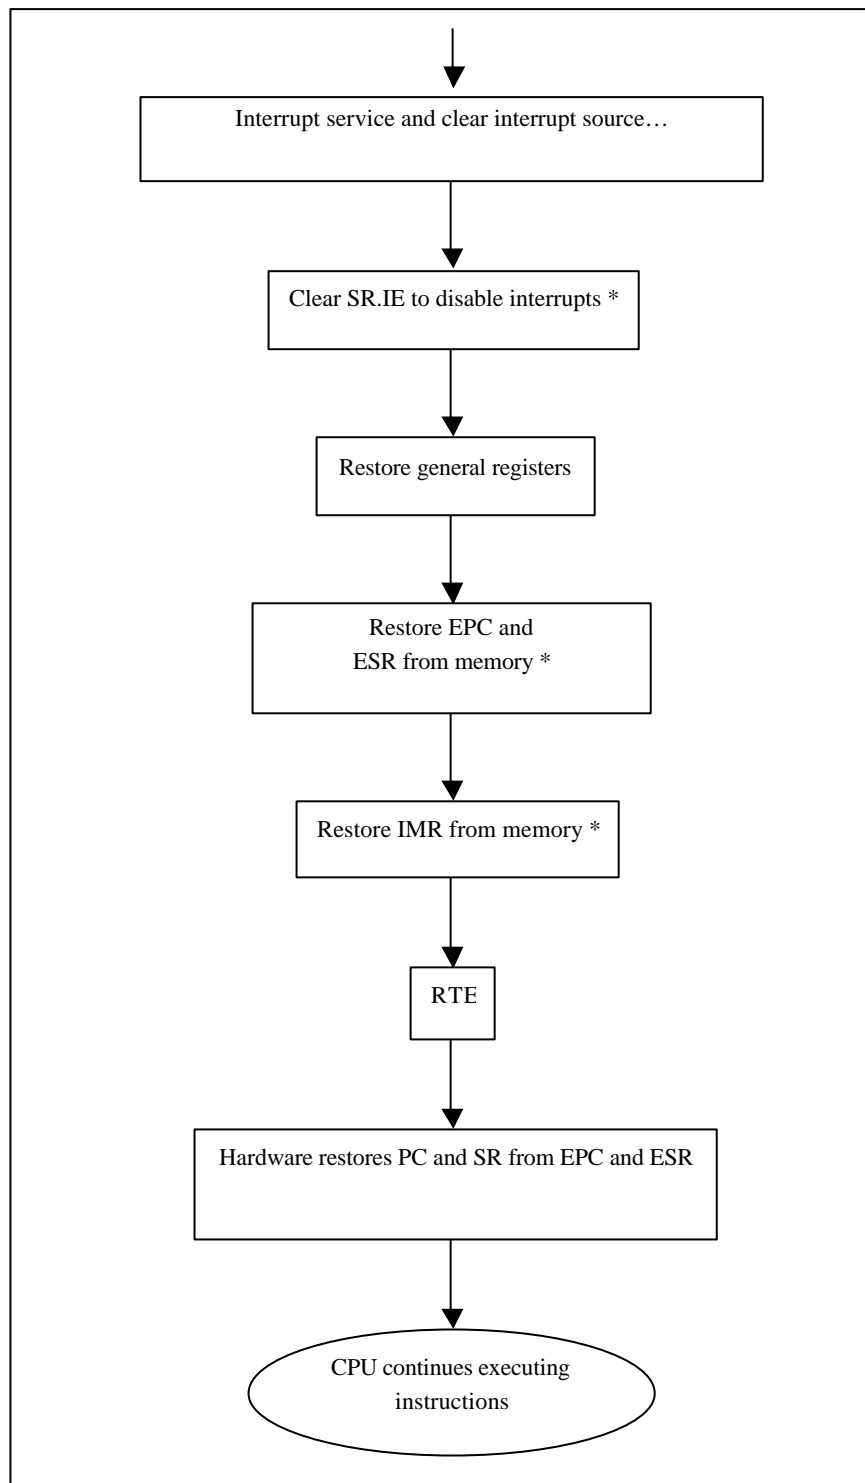 Interrupt service and clear interrupt source…
Clear SR.IE to disable interrupts *
Restore general registers
Restore EPC and
ESR from memory *
Restore IMR from memory *
RTE
Hardware restores PC and SR from EPC and ESR
CPU continues executing
instructions